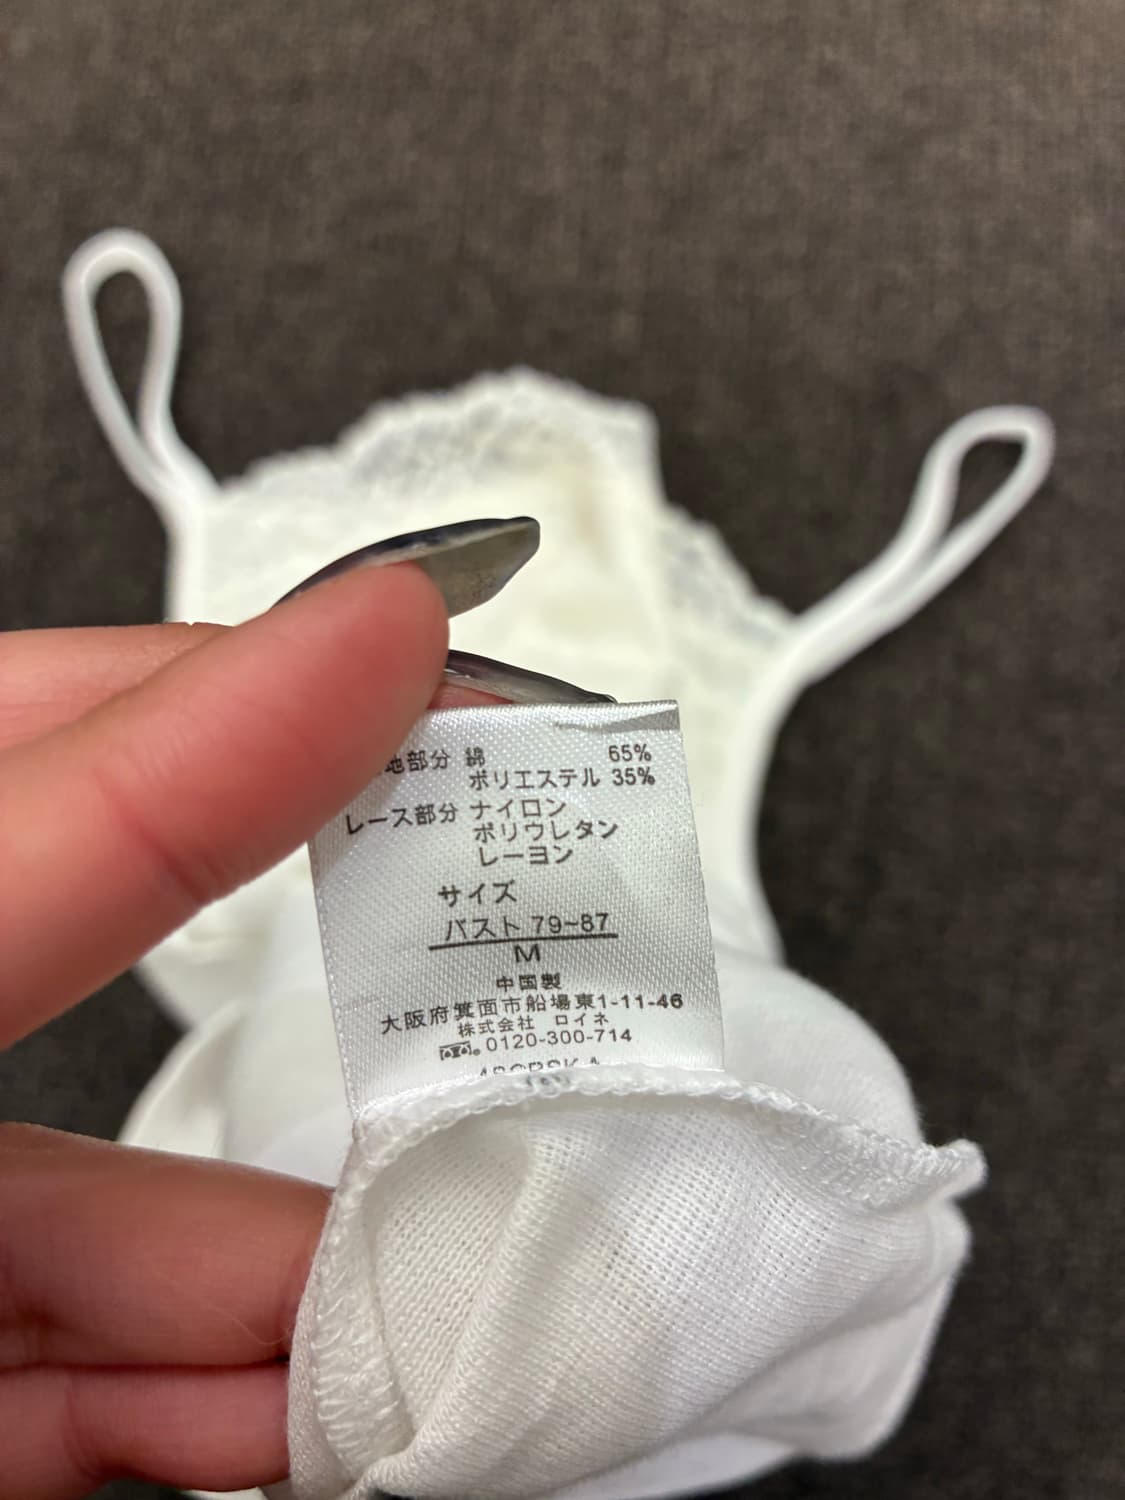 地部分 綿 65%
ポリエステル 35%
レース部分 ナイロン
ポリウレタン
レーヨン
サイズ
バスト 79~87
M
中国製
大阪府箕面市船場東1-11-46
株式会社 ロイネ
0120-300-714